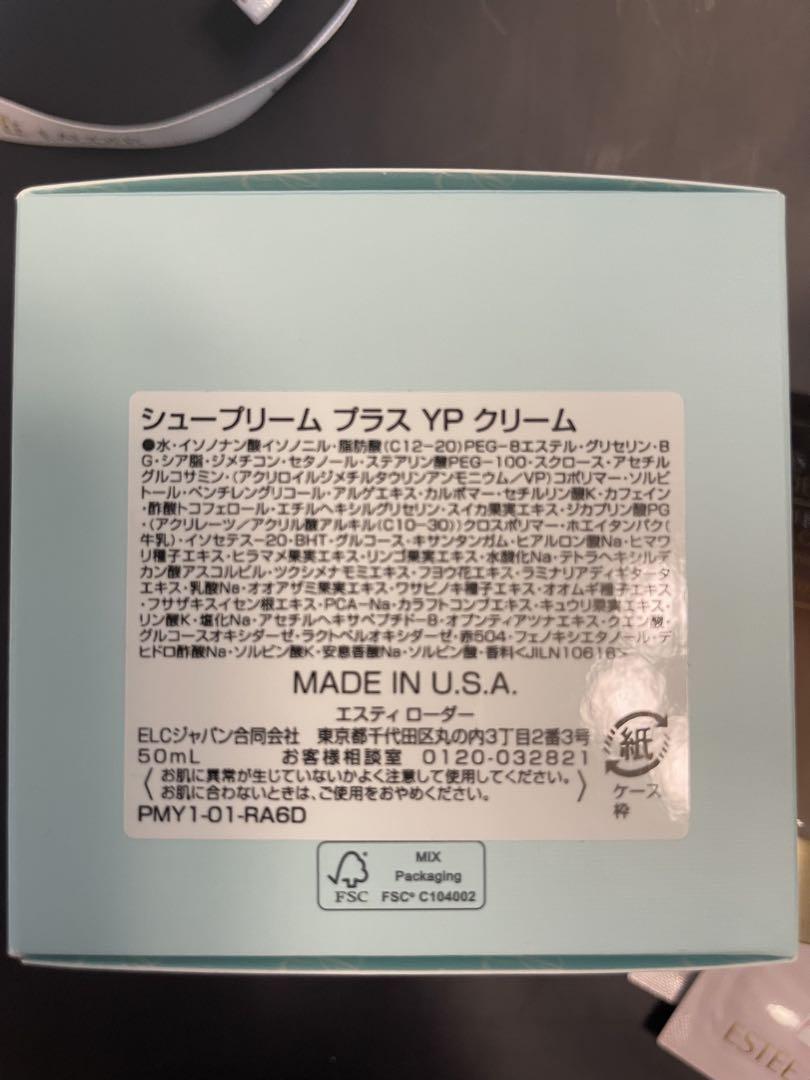 シュープリーム プラス YP クリーム
●水・イソノナン酸イソノニル・脂肪酸(C12-20)PEG-8エステル・グリセリン・B
G・シア脂・ジメチコン・セタノール・ステアリン酸PEG-100・スクロース・アセチル
グルコサミン・(アクリロイルジメチルタウリンアンモニウム/VP)コポリマー・ソルビ
トール・ペンチレングリコール・アルゲエキス・カルボマー・セチルリン酸K・カフェイン
・酢酸トコフェロール・エチルヘキシルグリセリン・スイカ果実エキス・ジカプリン酸PG
・(アクリレーツ/アクリル酸アルキル(C10-30))クロスポリマー・ホエイタンパク(
牛乳)・イソセテス-20・BHT・グルコース・キサンタンガム・ヒアルロン酸Na・ヒマワ
リ種子エキス・ヒラマメ果実エキス・リンゴ果実エキス・水酸化Na・テトラヘキシルデ
カン酸アスコルビル・ツクシメナモミエキス・フヨウ花エキス・ラミナリアディギタータ
エキス・乳酸Na・オオアザミ果実エキス・ワサビノキ種子エキス・オオムギ種子エキス
・フサザキスイセン根エキス・PCA-Na・カラフトコンブエキス・キュウリ果実エキス・
リン酸K・塩化Na・アセチルヘキサペプチド-8・オプンティアツナエキス・クエン酸・
グルコースオキシダーゼ・ラクトペルオキシダーゼ・赤504・フェノキシエタノール・デ
ヒドロ酢酸Na・ソルビン酸K・安息香酸Na・ソルビン酸・香料<JILN10616>
MADE IN U.S.A.
エスティ ローダー
ELCジャパン合同会社 東京都千代田区丸の内3丁目2番3号
50mL お客様相談室 0120-032821
〈お肌に異常が生じていないかよく注意して使用してください。
お肌に合わないときは、ご使用をおやめください。〉
PMY1-01-RA6D
紙
ケース
枠
MIX
Packaging
FSC
FSC® C104002
ESTEE